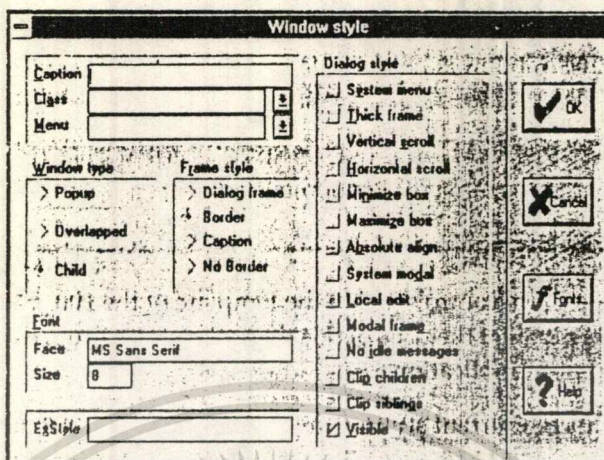 Window style
Caption
Class
Menu
Window type
Popup
Overlapped
Child
Frame style
Dialog frame
Border
Caption
No Border
Font
Face MS Sans Serif
Size 8
ExStyle
Dialog style
System menu
Thick frame
Vertical scroll
Horizontal scroll
Minimize box
Maximize box
Absolute align
System modal
Local edit
Modal frame
No idle messages
Clip children
Clip siblings
Visible
OK
Cancel
Fonts
Help